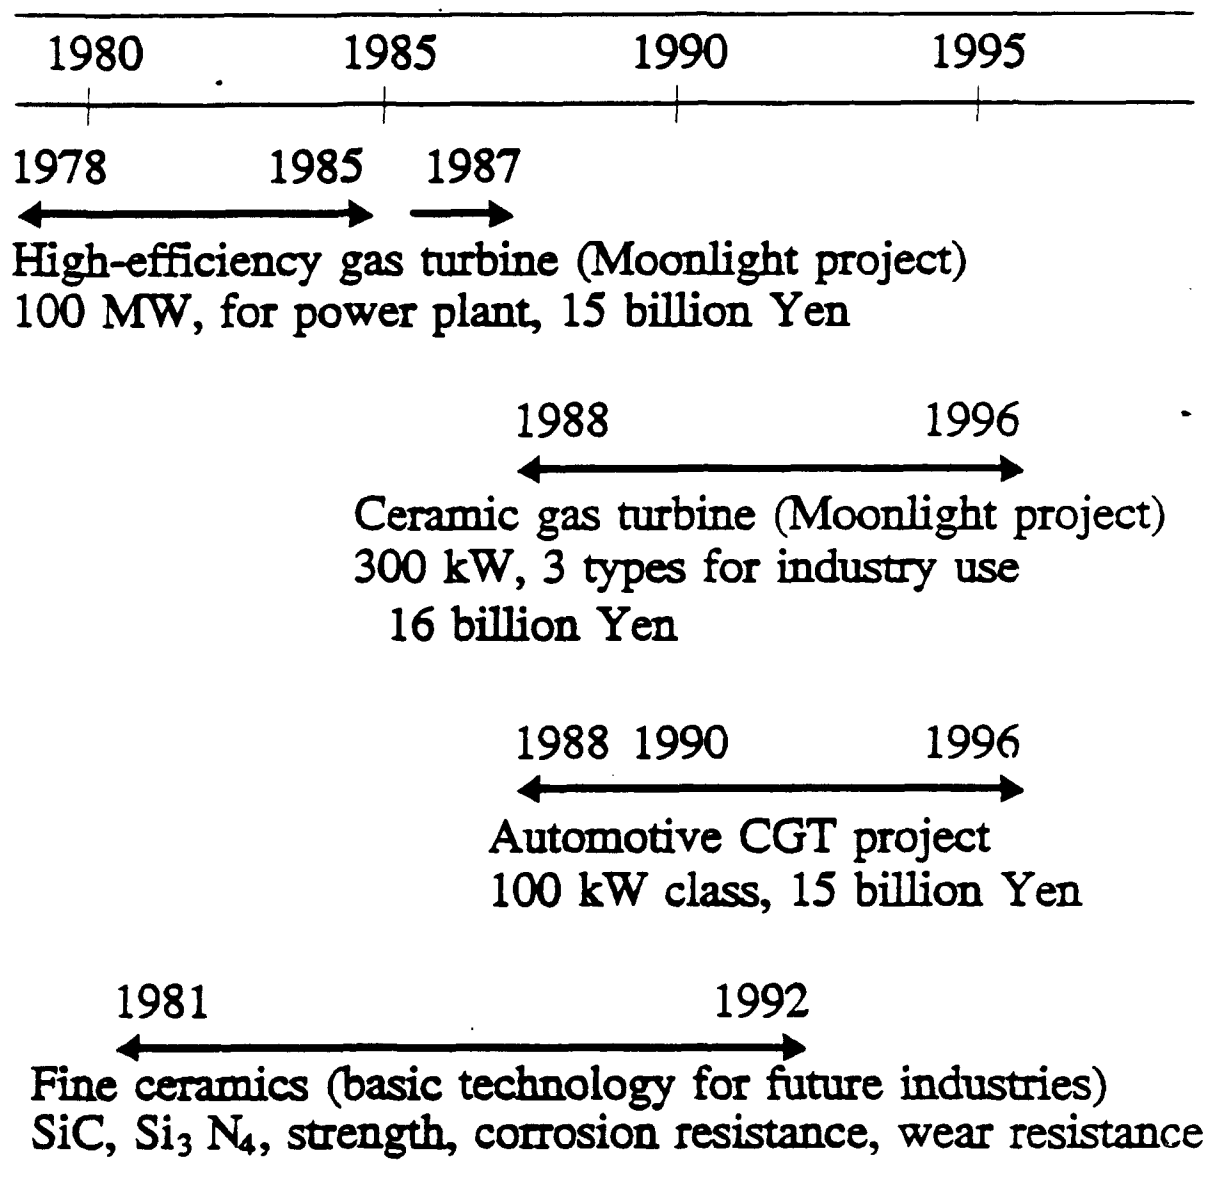 1980 1985 1990 1995
1978 1985 1987
High-efficiency gas turbine (Moonlight project)
100 MW, for power plant, 15 billion Yen
1988 1996
Ceramic gas turbine (Moonlight project)
300 kW, 3 types for industry use
16 billion Yen
1988 1990 1996
Automotive CGT project
100 kW class, 15 billion Yen
1981 1992
Fine ceramics (basic technology for future industries)
SiC, Si₃ N₄, strength, corrosion resistance, wear resistance